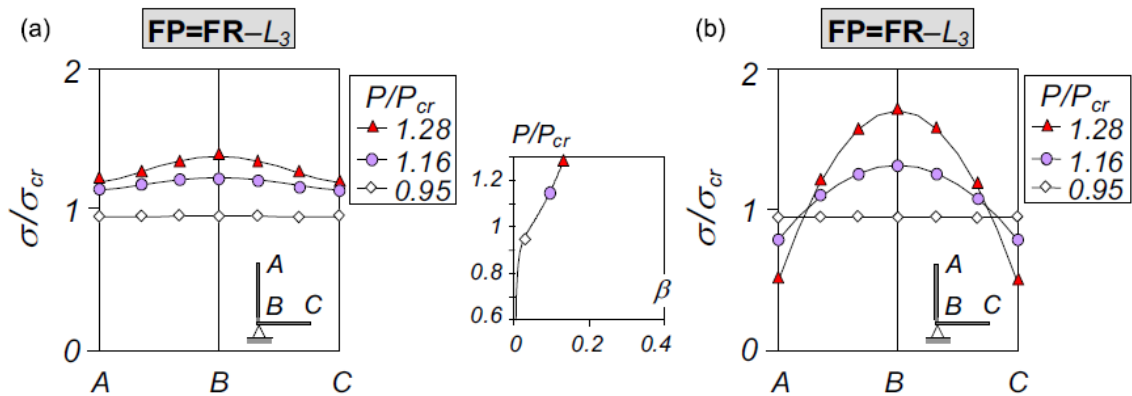 (a)
FP=FR–L3
2
1
0
σ/σcr
P/Pcr
1.28
1.16
0.95
A
B
C
A
B
C
P/Pcr
1.2
1
0.8
0.6
0
0.2
0.4
β
(b)
FP=FR–L3
2
1
0
σ/σcr
P/Pcr
1.28
1.16
0.95
A
B
C
A
B
C